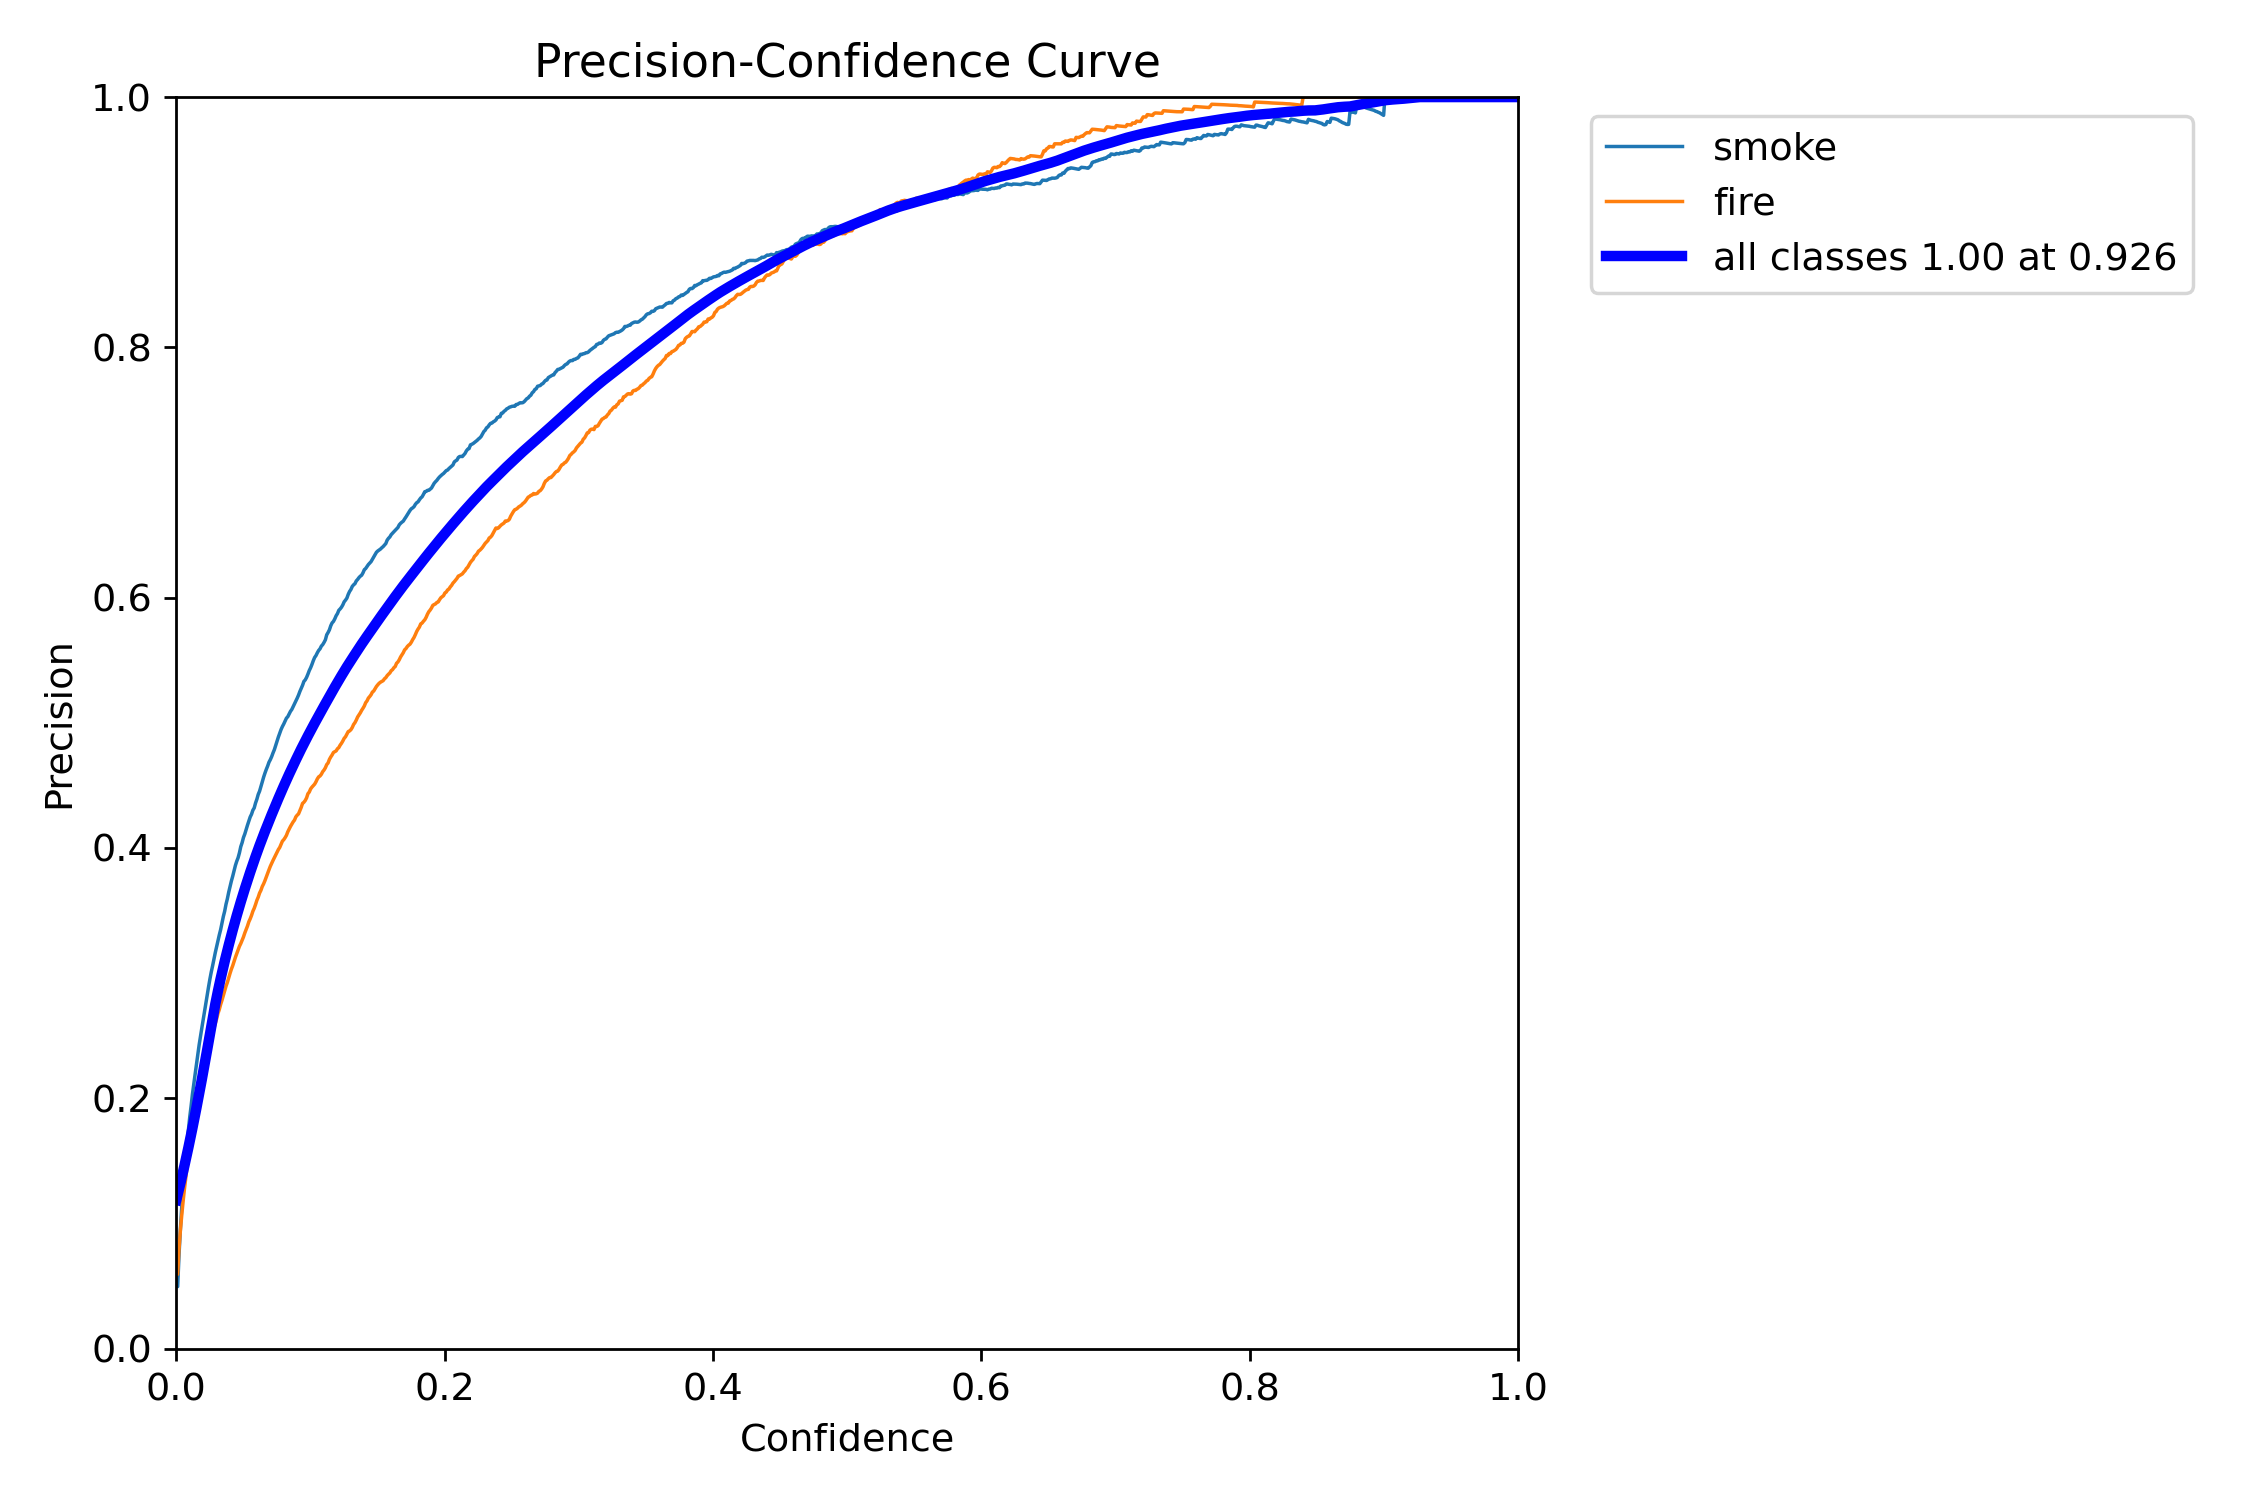 Precision-Confidence Curve
1.0
0.8
0.6
0.4
0.2
0.0
Precision
0.0 0.2 0.4 0.6 0.8 1.0
Confidence
smoke
fire
all classes 1.00 at 0.926